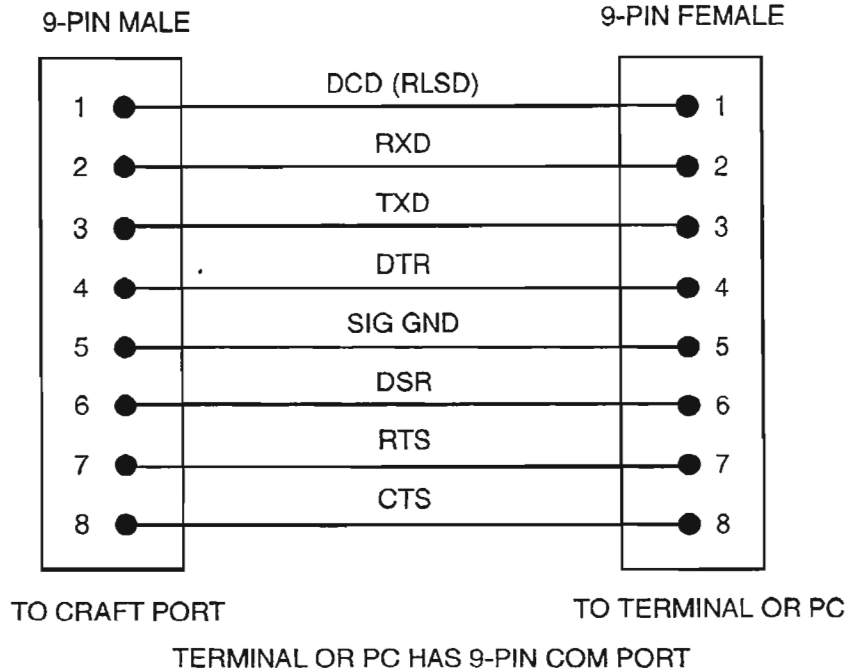 9-PIN MALE
9-PIN FEMALE
1 DCD (RLSD) 1
2 RXD 2
3 TXD 3
4 DTR 4
5 SIG GND 5
6 DSR 6
7 RTS 7
8 CTS 8
TO CRAFT PORT
TO TERMINAL OR PC
TERMINAL OR PC HAS 9-PIN COM PORT